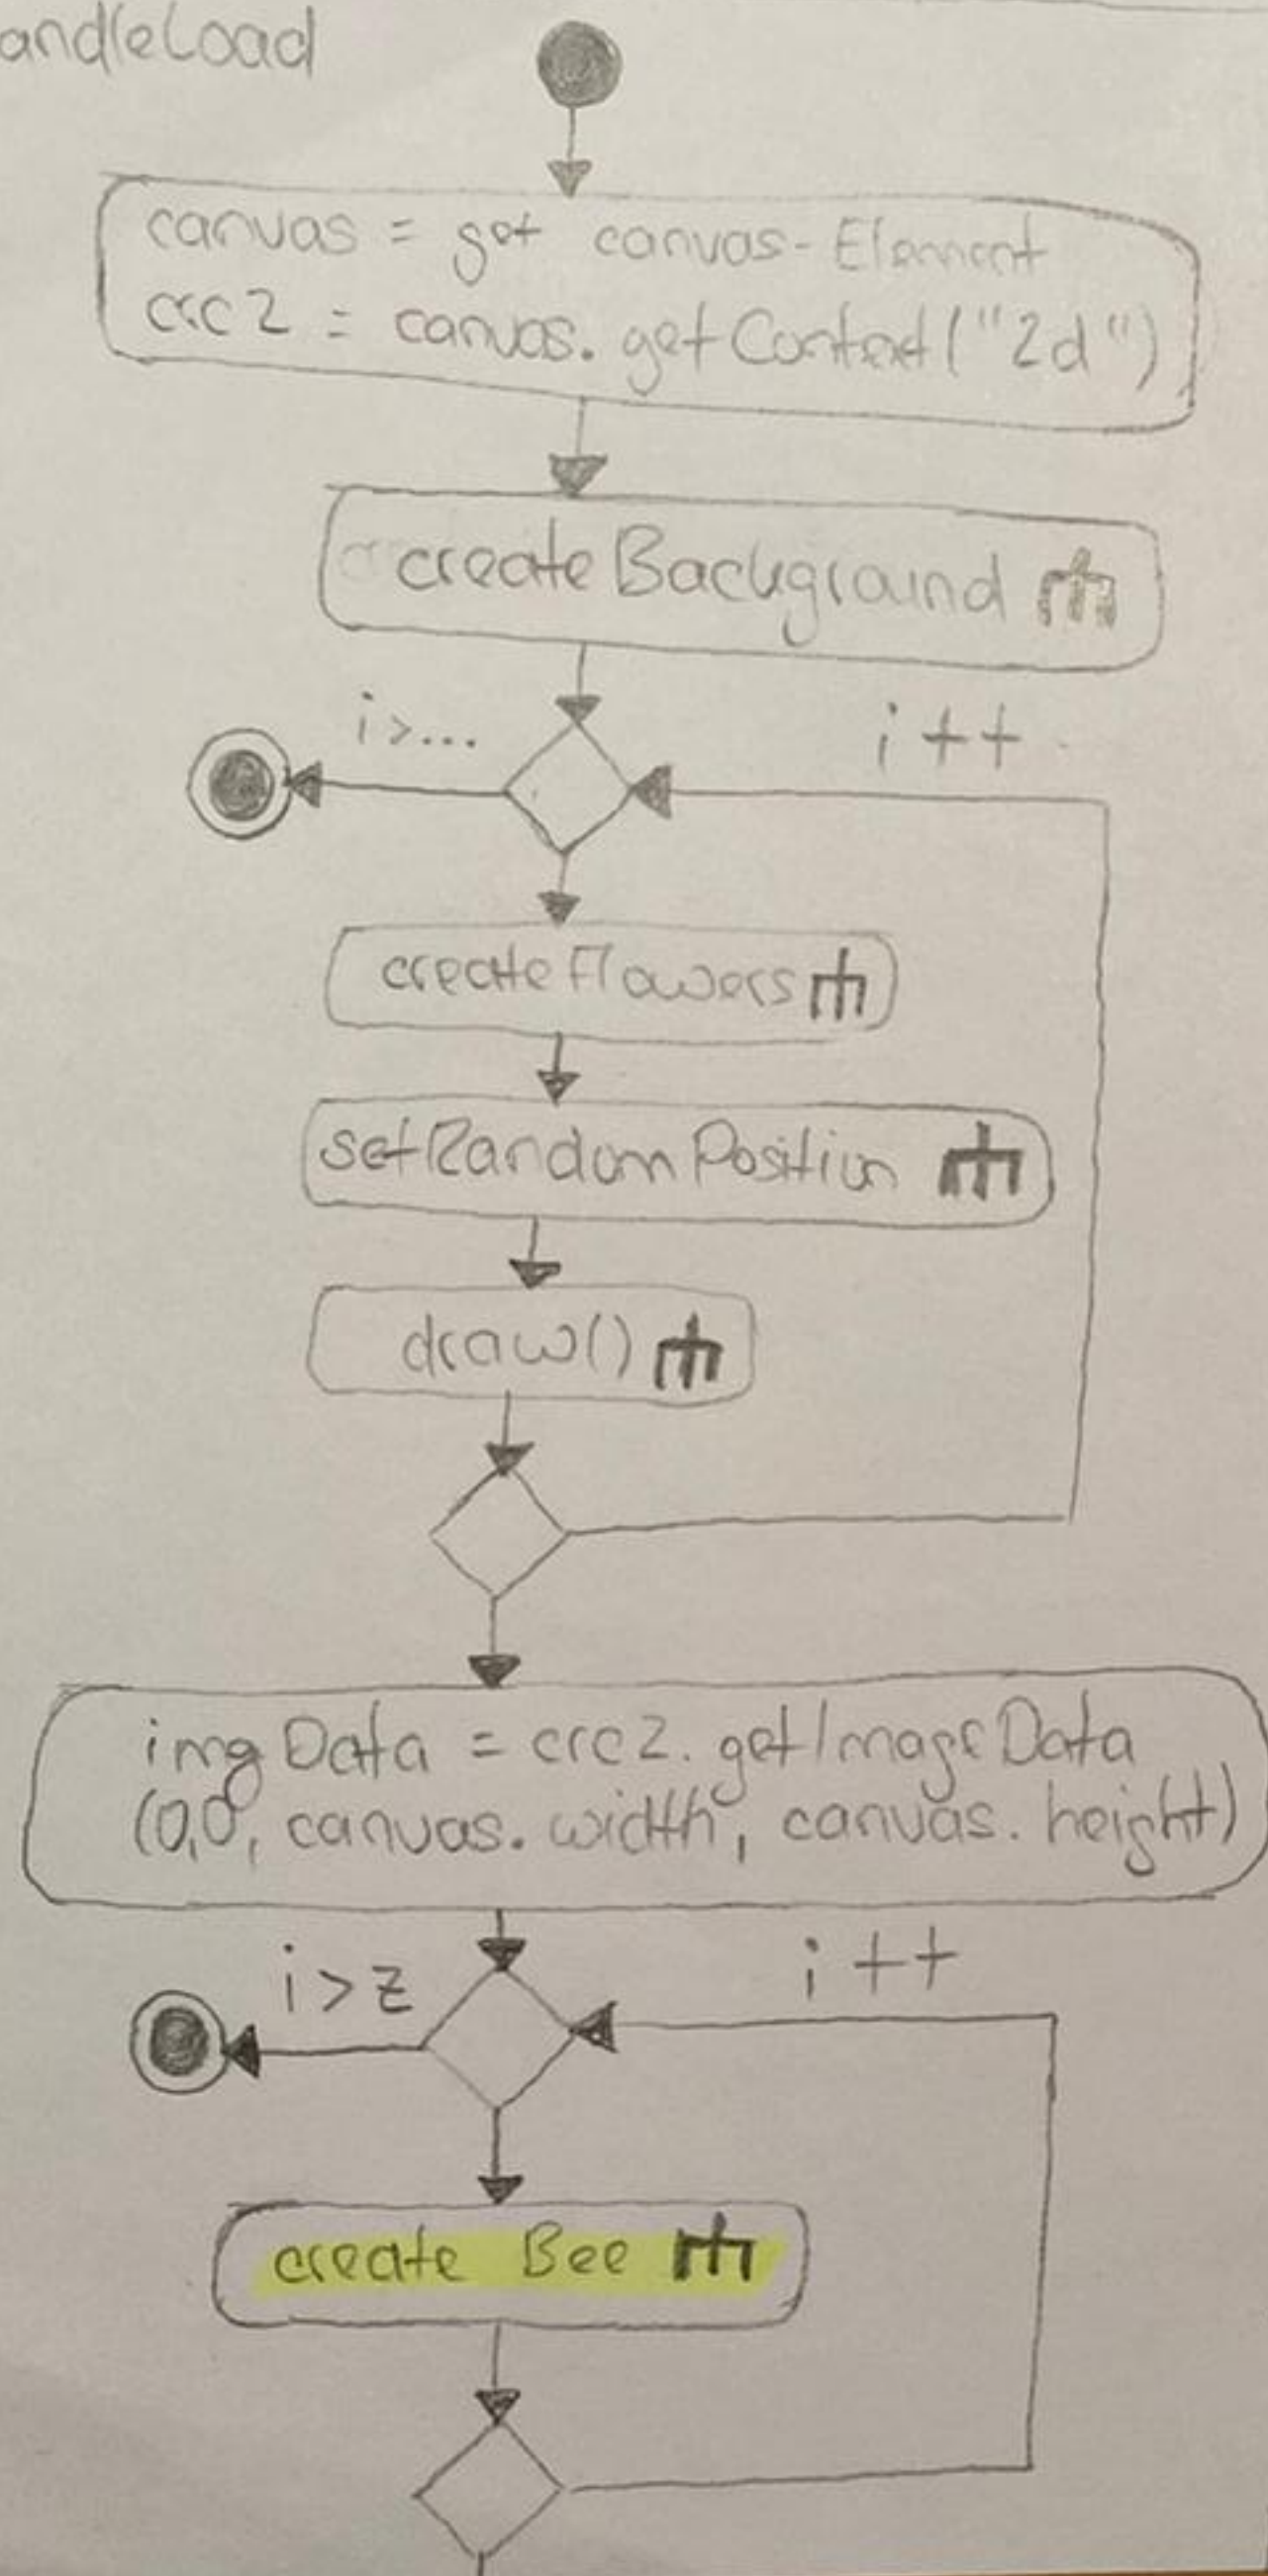 andleLoad
canvas = get canvas-Element
crc2 = canvas.getContext("2d")
createBackground
i>...
i++
createFlowers
setRandomPosition
draw()
imgData = crc2.getImageData
(0,0, canvas.width, canvas.height)
i>z
i++
create Bee